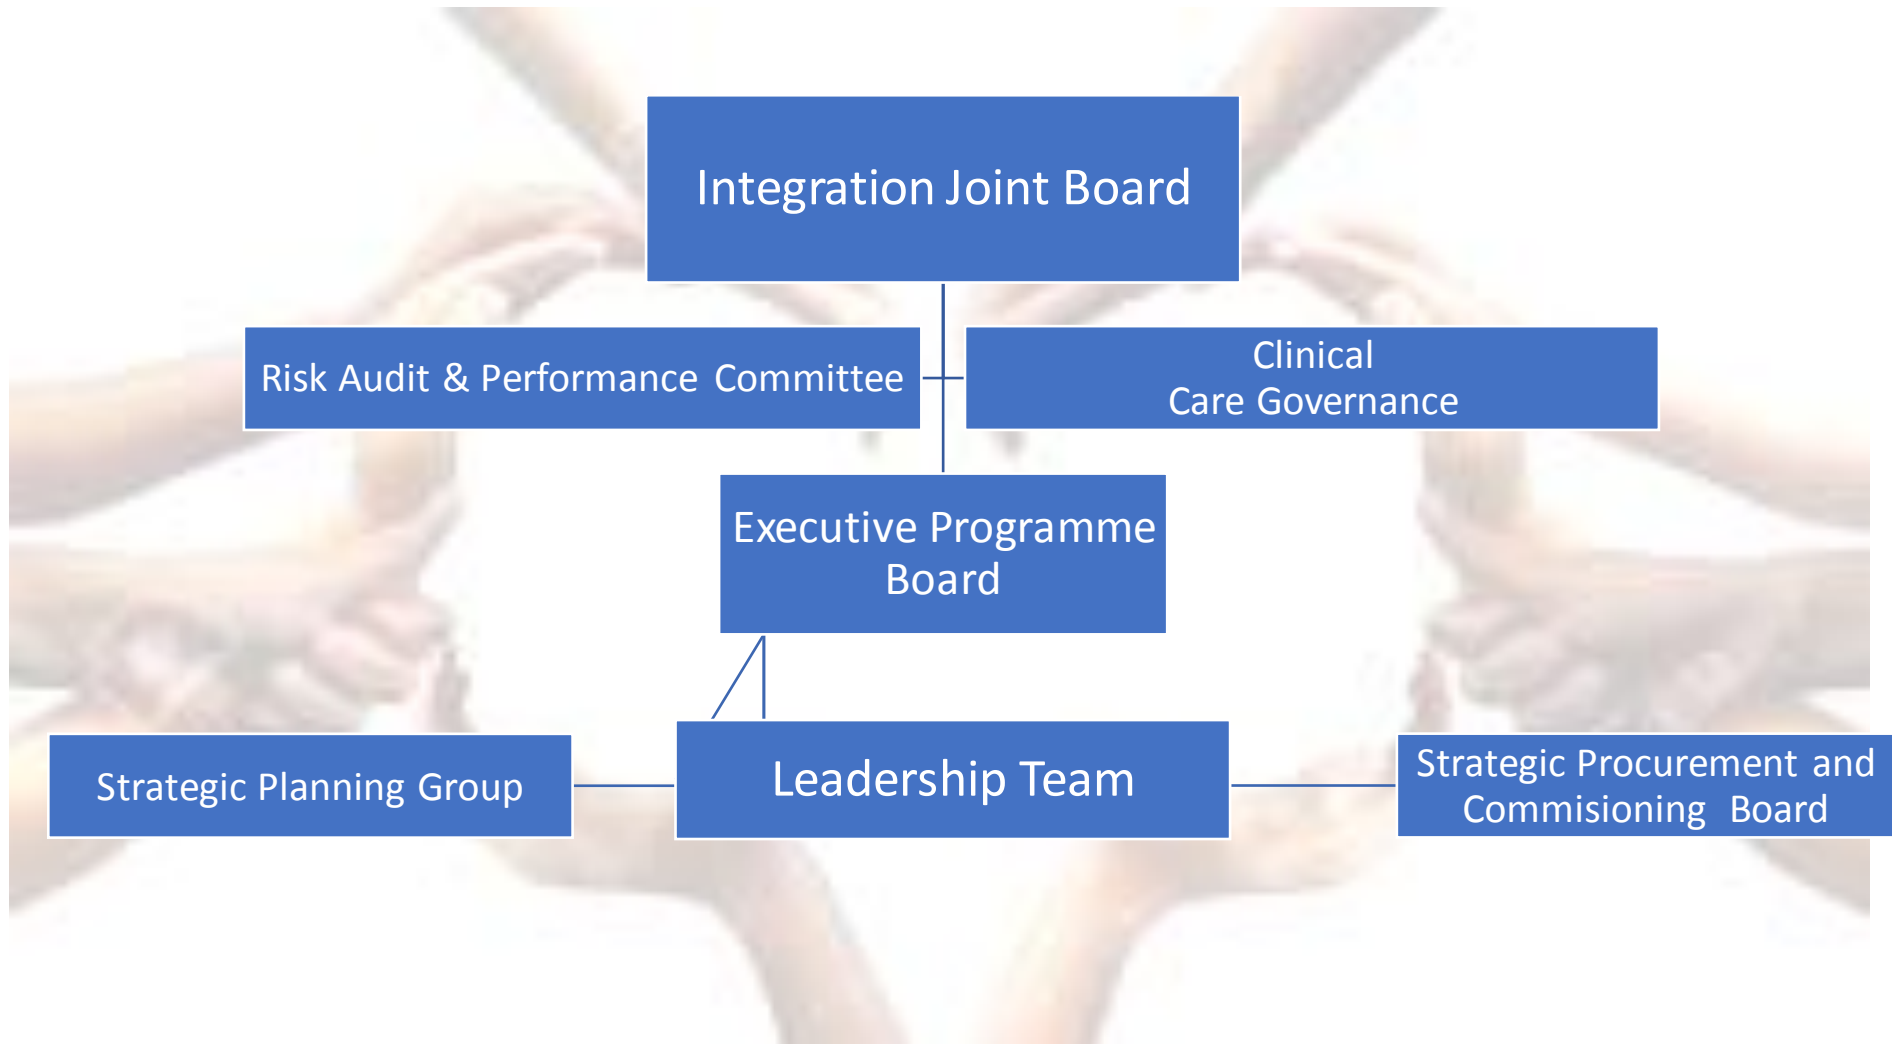 Integration Joint Board
Risk Audit & Performance Committee
Clinical
Care Governance
Executive Programme
Board
Strategic Planning Group
Leadership Team
Strategic Procurement and
Commisioning Board